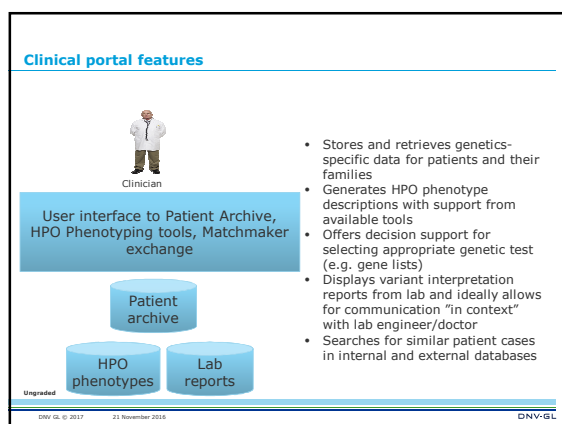 Clinical portal features
Clinician
User interface to Patient Archive,
HPO Phenotyping tools, Matchmaker
exchange
Patient
archive
HPO
phenotypes
Lab
reports
• Stores and retrieves genetics-
specific data for patients and their
families
• Generates HPO phenotype
descriptions with support from
available tools
• Offers decision support for
selecting appropriate genetic test
(e.g. gene lists)
• Displays variant interpretation
reports from lab and ideally allows
for communication ”in context”
with lab engineer/doctor
• Searches for similar patient cases
in internal and external databases
Ungraded
DNV GL © 2017 21 November 2016
DNV·GL